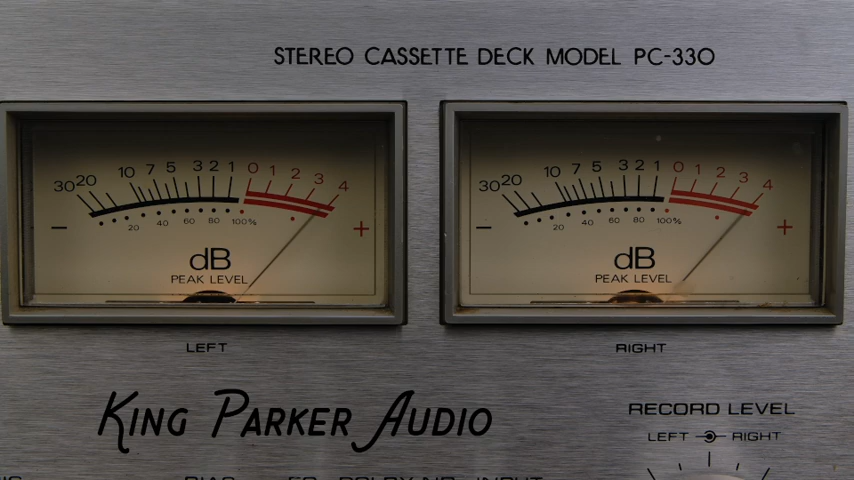 STEREO CASSETTE DECK MODEL PC-330
30 20 10 7 5 3 2 1 0 1 2 3 4
− 20 40 60 80 100% +
dB
PEAK LEVEL
30 20 10 7 5 3 2 1 0 1 2 3 4
− 20 40 60 80 100% +
dB
PEAK LEVEL
LEFT RIGHT
KING PARKER AUDIO
RECORD LEVEL
LEFT RIGHT